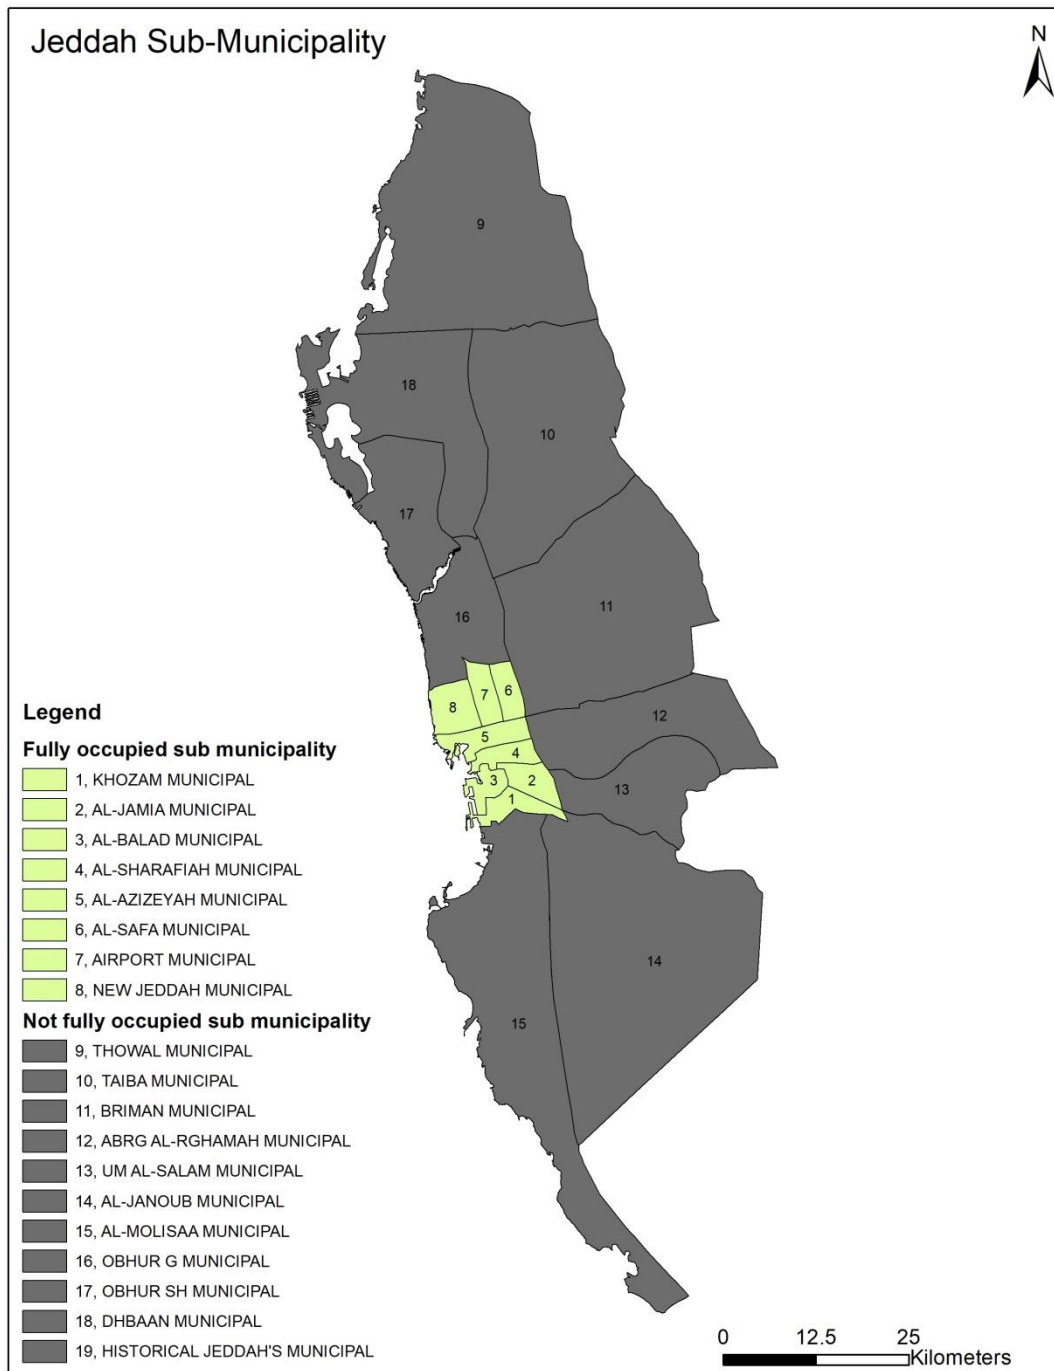 Jeddah Sub-Municipality
N
9
18
10
17
11
16
7
6
8
12
5
4
3
2
13
1
14
15
Legend
Fully occupied sub municipality
1, KHOZAM MUNICIPAL
2, AL-JAMIA MUNICIPAL
3, AL-BALAD MUNICIPAL
4, AL-SHARAFIAH MUNICIPAL
5, AL-AZIZEYAH MUNICIPAL
6, AL-SAFA MUNICIPAL
7, AIRPORT MUNICIPAL
8, NEW JEDDAH MUNICIPAL
Not fully occupied sub municipality
9, THOWAL MUNICIPAL
10, TAIBA MUNICIPAL
11, BRIMAN MUNICIPAL
12, ABRG AL-RGHAMAH MUNICIPAL
13, UM AL-SALAM MUNICIPAL
14, AL-JANOUB MUNICIPAL
15, AL-MOLISAA MUNICIPAL
16, OBHUR G MUNICIPAL
17, OBHUR SH MUNICIPAL
18, DHBAAN MUNICIPAL
19, HISTORICAL JEDDAH'S MUNICIPAL
0 12.5 25
Kilometers